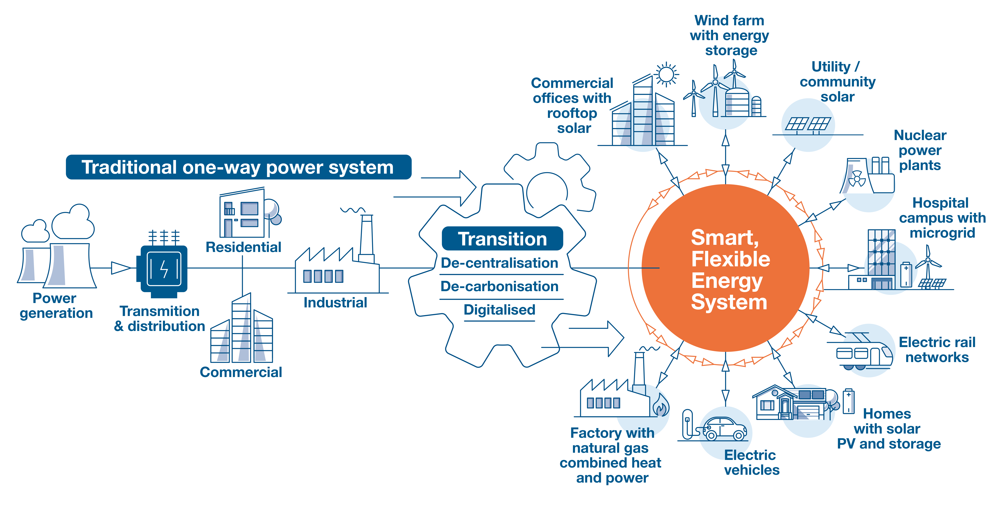 Traditional one-way power system
Power
generation
Transmition
& distribution
Residential
Commercial
Industrial
Transition
De-centralisation
De-carbonisation
Digitalised
Smart,
Flexible
Energy
System
Commercial
offices with
rooftop
solar
Wind farm
with energy
storage
Utility /
community
solar
Nuclear
power
plants
Hospital
campus with
microgrid
Electric rail
networks
Homes
with solar
PV and storage
Electric
vehicles
Factory with
natural gas
combined heat
and power